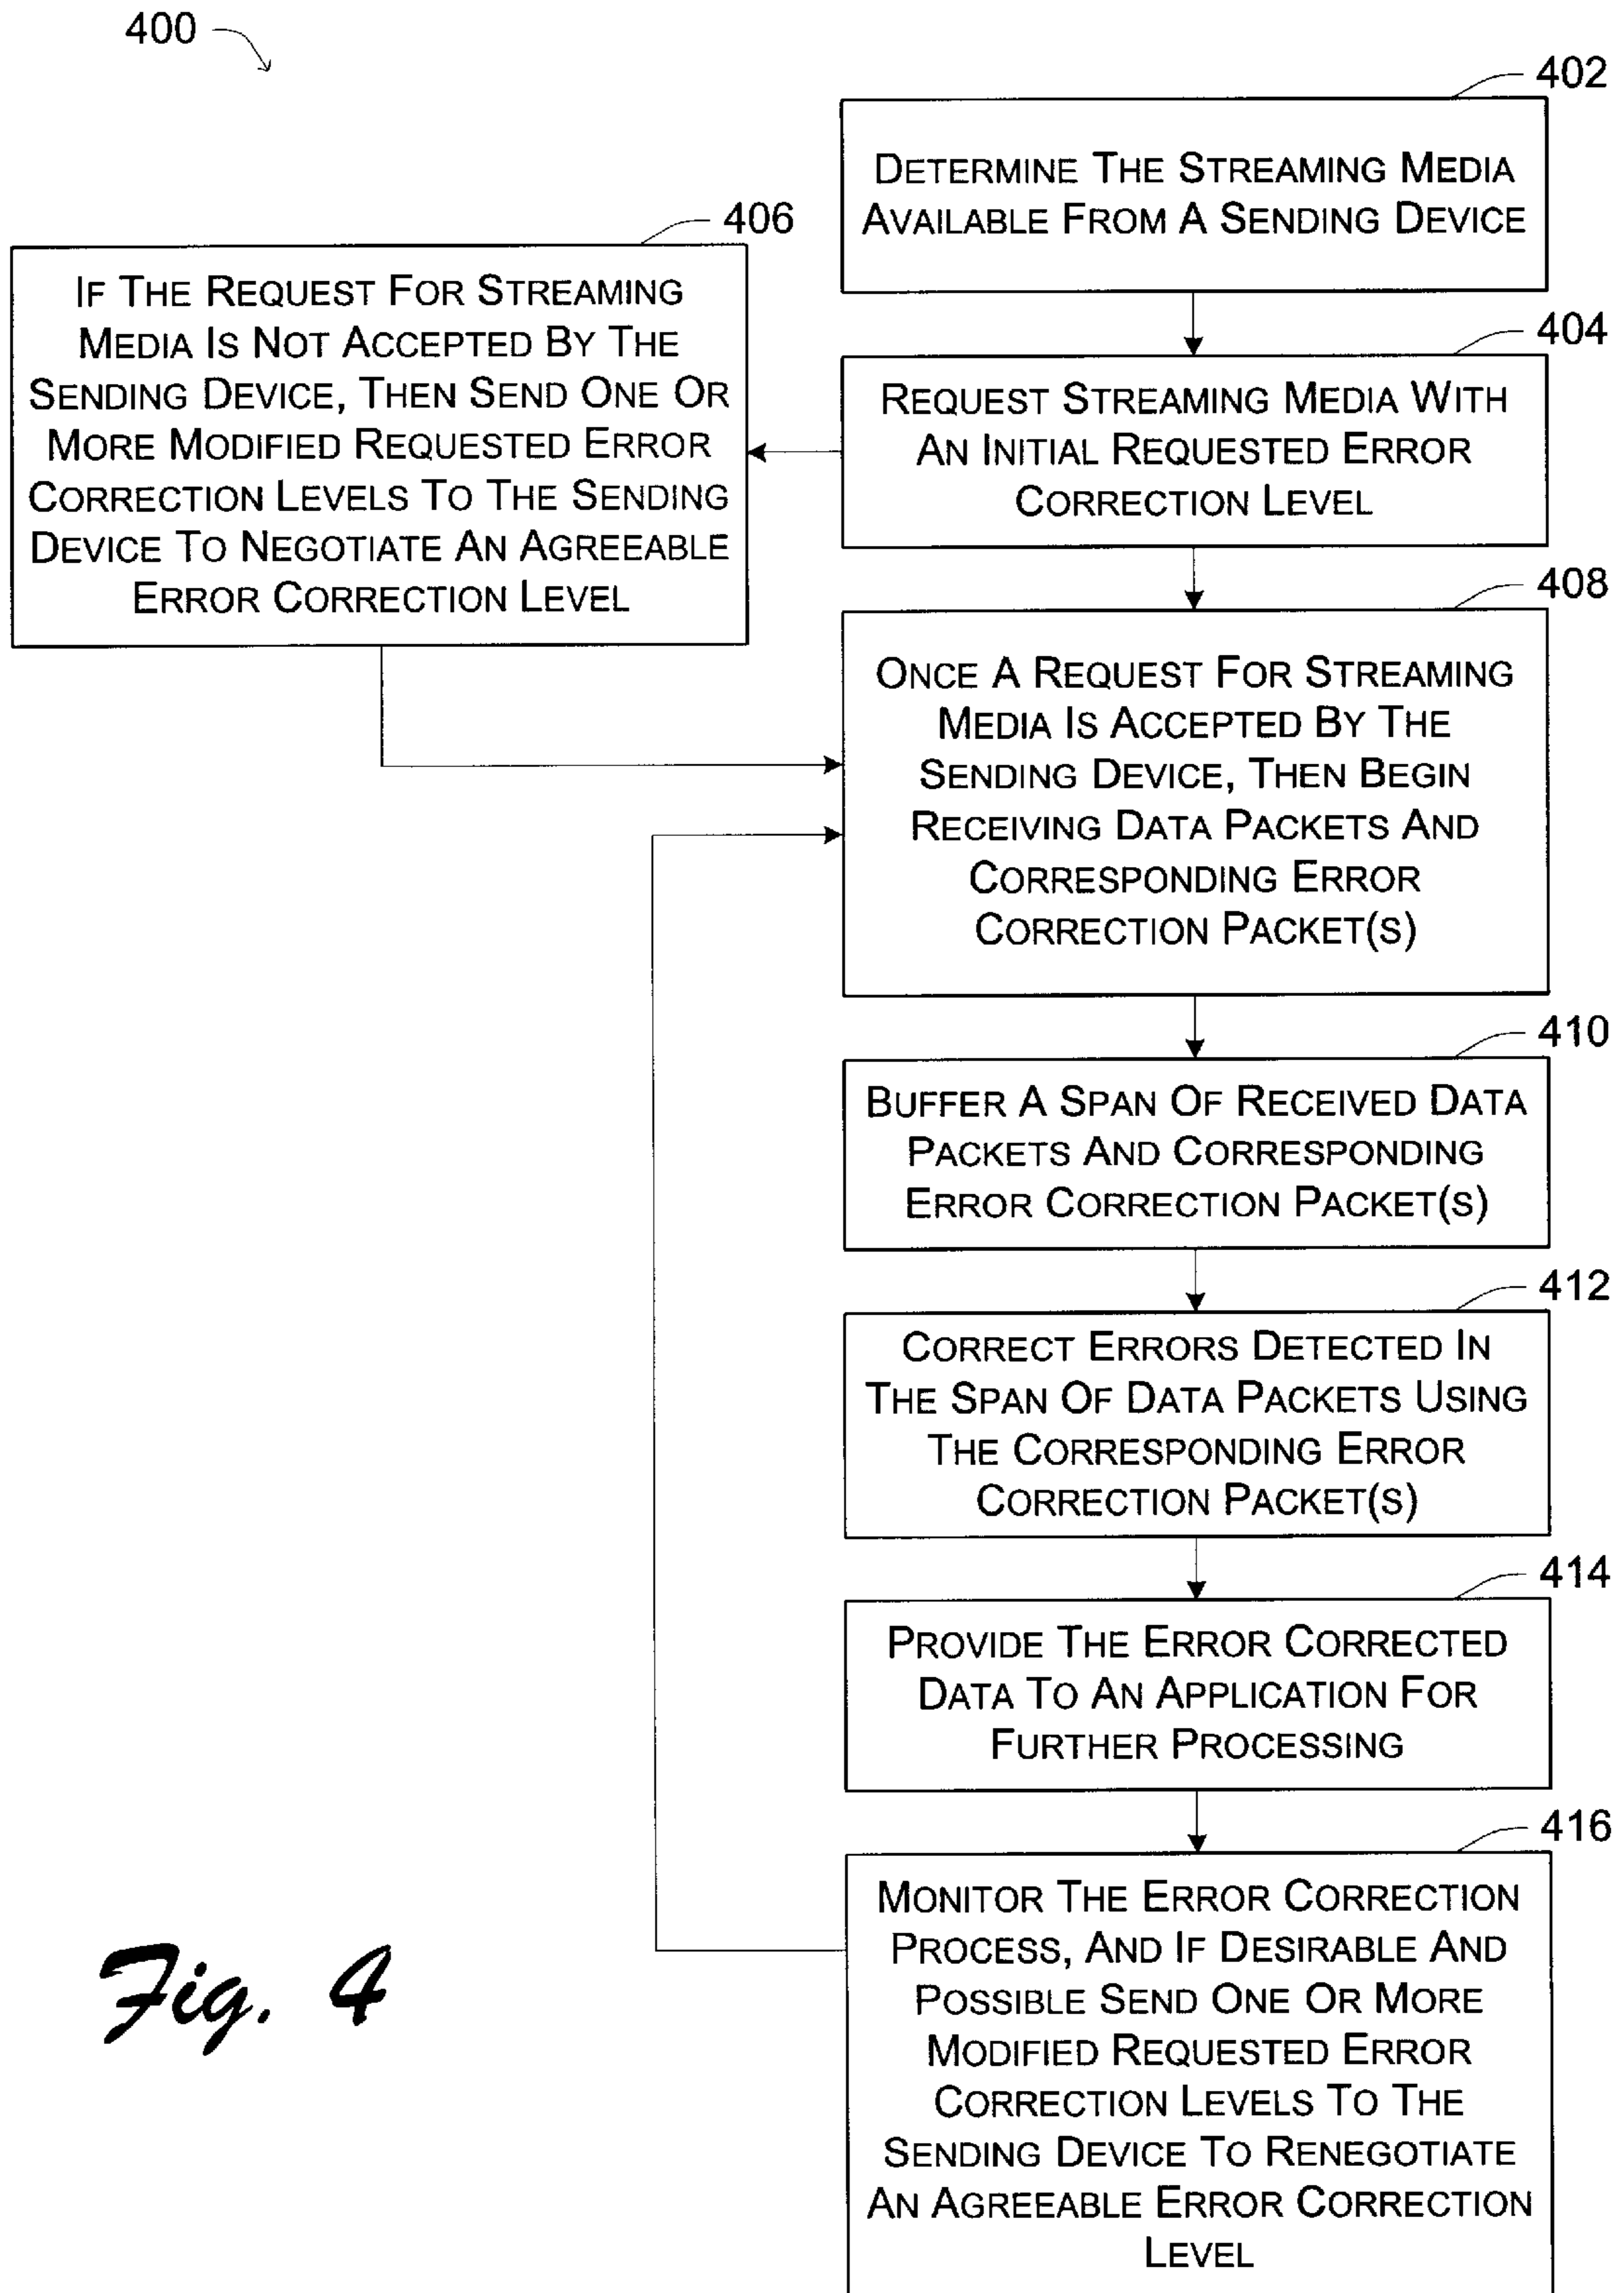 400
402
DETERMINE THE STREAMING MEDIA
AVAILABLE FROM A SENDING DEVICE
406
IF THE REQUEST FOR STREAMING
MEDIA IS NOT ACCEPTED BY THE
SENDING DEVICE, THEN SEND ONE OR
MORE MODIFIED REQUESTED ERROR
CORRECTION LEVELS TO THE SENDING
DEVICE TO NEGOTIATE AN AGREEABLE
ERROR CORRECTION LEVEL
404
REQUEST STREAMING MEDIA WITH
AN INITIAL REQUESTED ERROR
CORRECTION LEVEL
408
ONCE A REQUEST FOR STREAMING
MEDIA IS ACCEPTED BY THE
SENDING DEVICE, THEN BEGIN
RECEIVING DATA PACKETS AND
CORRESPONDING ERROR
CORRECTION PACKET(S)
410
BUFFER A SPAN OF RECEIVED DATA
PACKETS AND CORRESPONDING
ERROR CORRECTION PACKET(S)
412
CORRECT ERRORS DETECTED IN
THE SPAN OF DATA PACKETS USING
THE CORRESPONDING ERROR
CORRECTION PACKET(S)
414
PROVIDE THE ERROR CORRECTED
DATA TO AN APPLICATION FOR
FURTHER PROCESSING
416
MONITOR THE ERROR CORRECTION
PROCESS, AND IF DESIRABLE AND
POSSIBLE SEND ONE OR MORE
MODIFIED REQUESTED ERROR
CORRECTION LEVELS TO THE
SENDING DEVICE TO RENEGOTIATE
AN AGREEABLE ERROR CORRECTION
LEVEL
Fig. 4